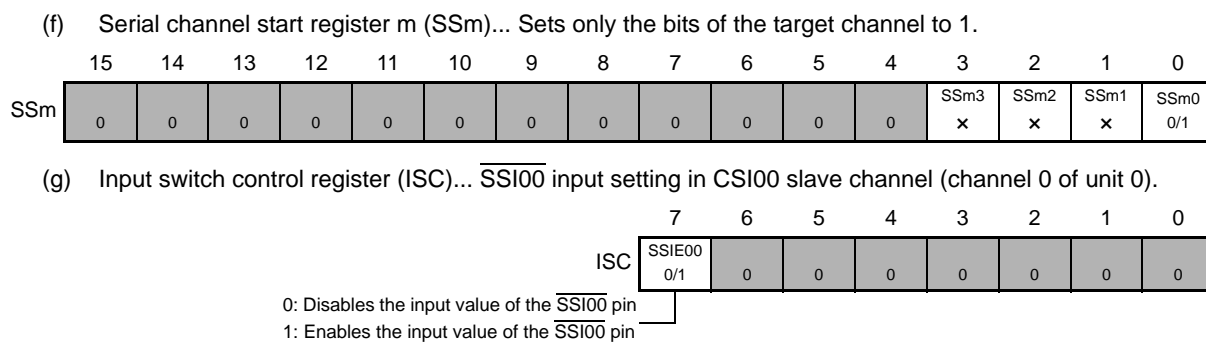 (f) Serial channel start register m (SSm)... Sets only the bits of the target channel to 1.
15 14 13 12 11 10 9 8 7 6 5 4 3 2 1 0
SSm3 SSm2 SSm1 SSm0
SSm 0 0 0 0 0 0 0 0 0 0 0 0 × × × 0/1
(g) Input switch control register (ISC)... SSI00 input setting in CSI00 slave channel (channel 0 of unit 0).
7 6 5 4 3 2 1 0
SSIE00
ISC 0/1 0 0 0 0 0 0 0
0: Disables the input value of the SSI00 pin
1: Enables the input value of the SSI00 pin